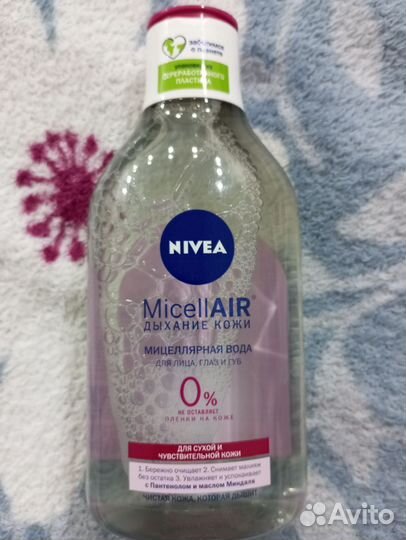 заботимся
о планете
ПЕРЕРАБОТАННОГО
ПЛАСТИКА
NIVEA
MicellAIR®
ДЫХАНИЕ КОЖИ
МИЦЕЛЛЯРНАЯ ВОДА
ДЛЯ ЛИЦА, ГЛАЗ И ГУБ
0%
НЕ ОСТАВЛЯЕТ
ПЛЕНКИ НА КОЖЕ
ДЛЯ СУХОЙ И
ЧУВСТВИТЕЛЬНОЙ КОЖИ
1. Бережно очищает 2. Снимает макияж
без остатка 3. Увлажняет и успокаивает
с Пантенолом и маслом Миндаля
ЧИСТАЯ КОЖА, КОТОРАЯ ДЫШИТ
Avito